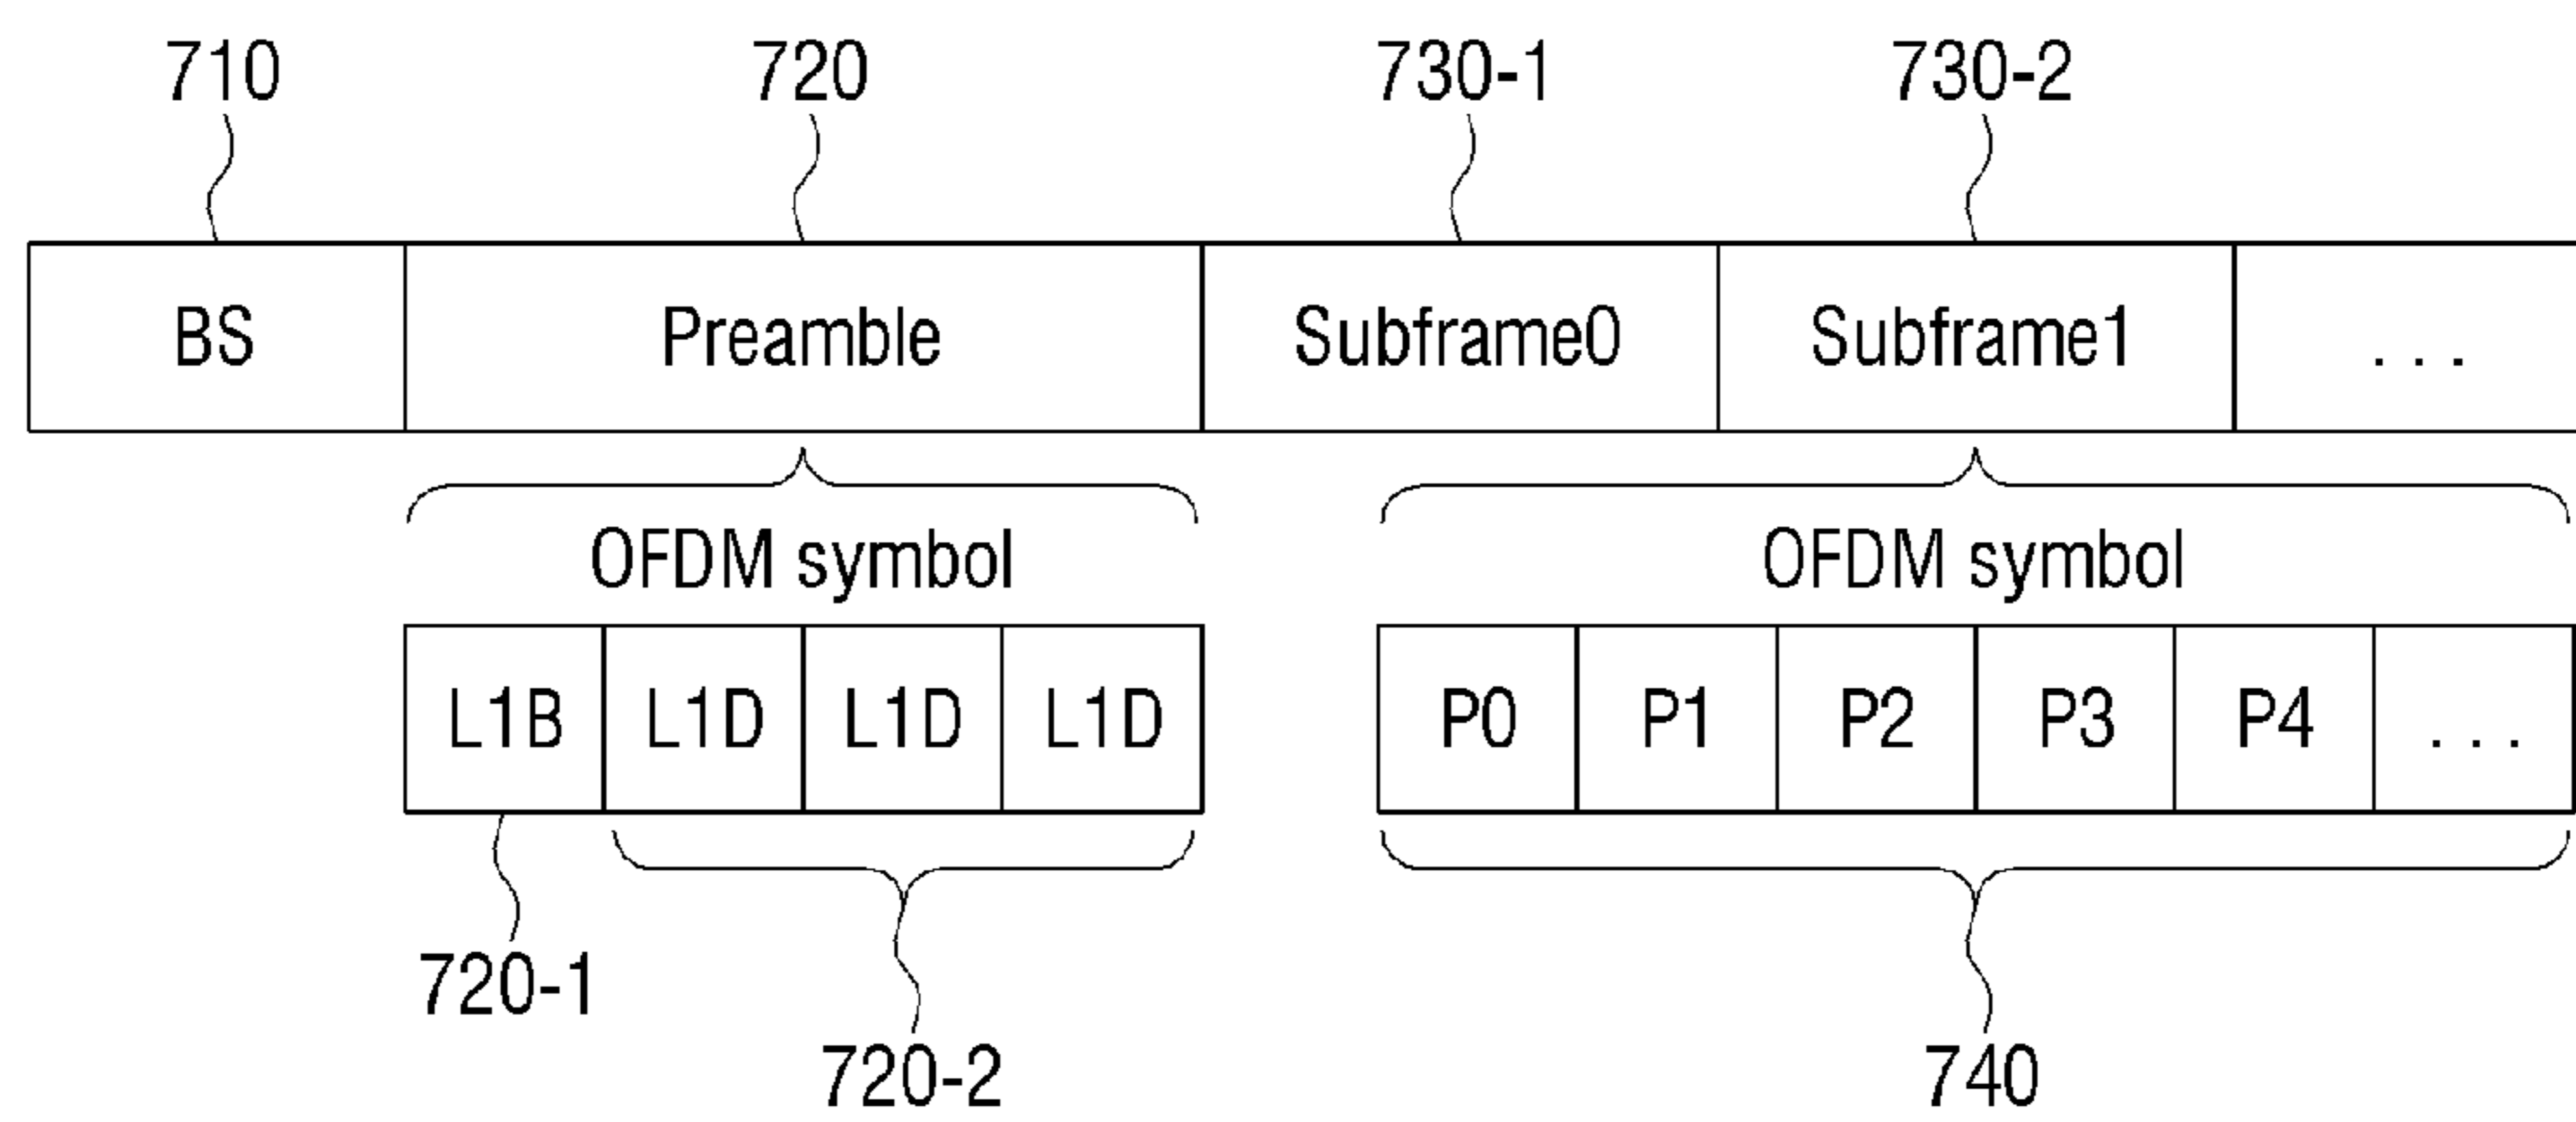 710 720 730-1 730-2
BS Preamble Subframe0 Subframe1 ...
OFDM symbol OFDM symbol
L1B L1D L1D L1D P0 P1 P2 P3 P4 ...
720-1
720-2 740